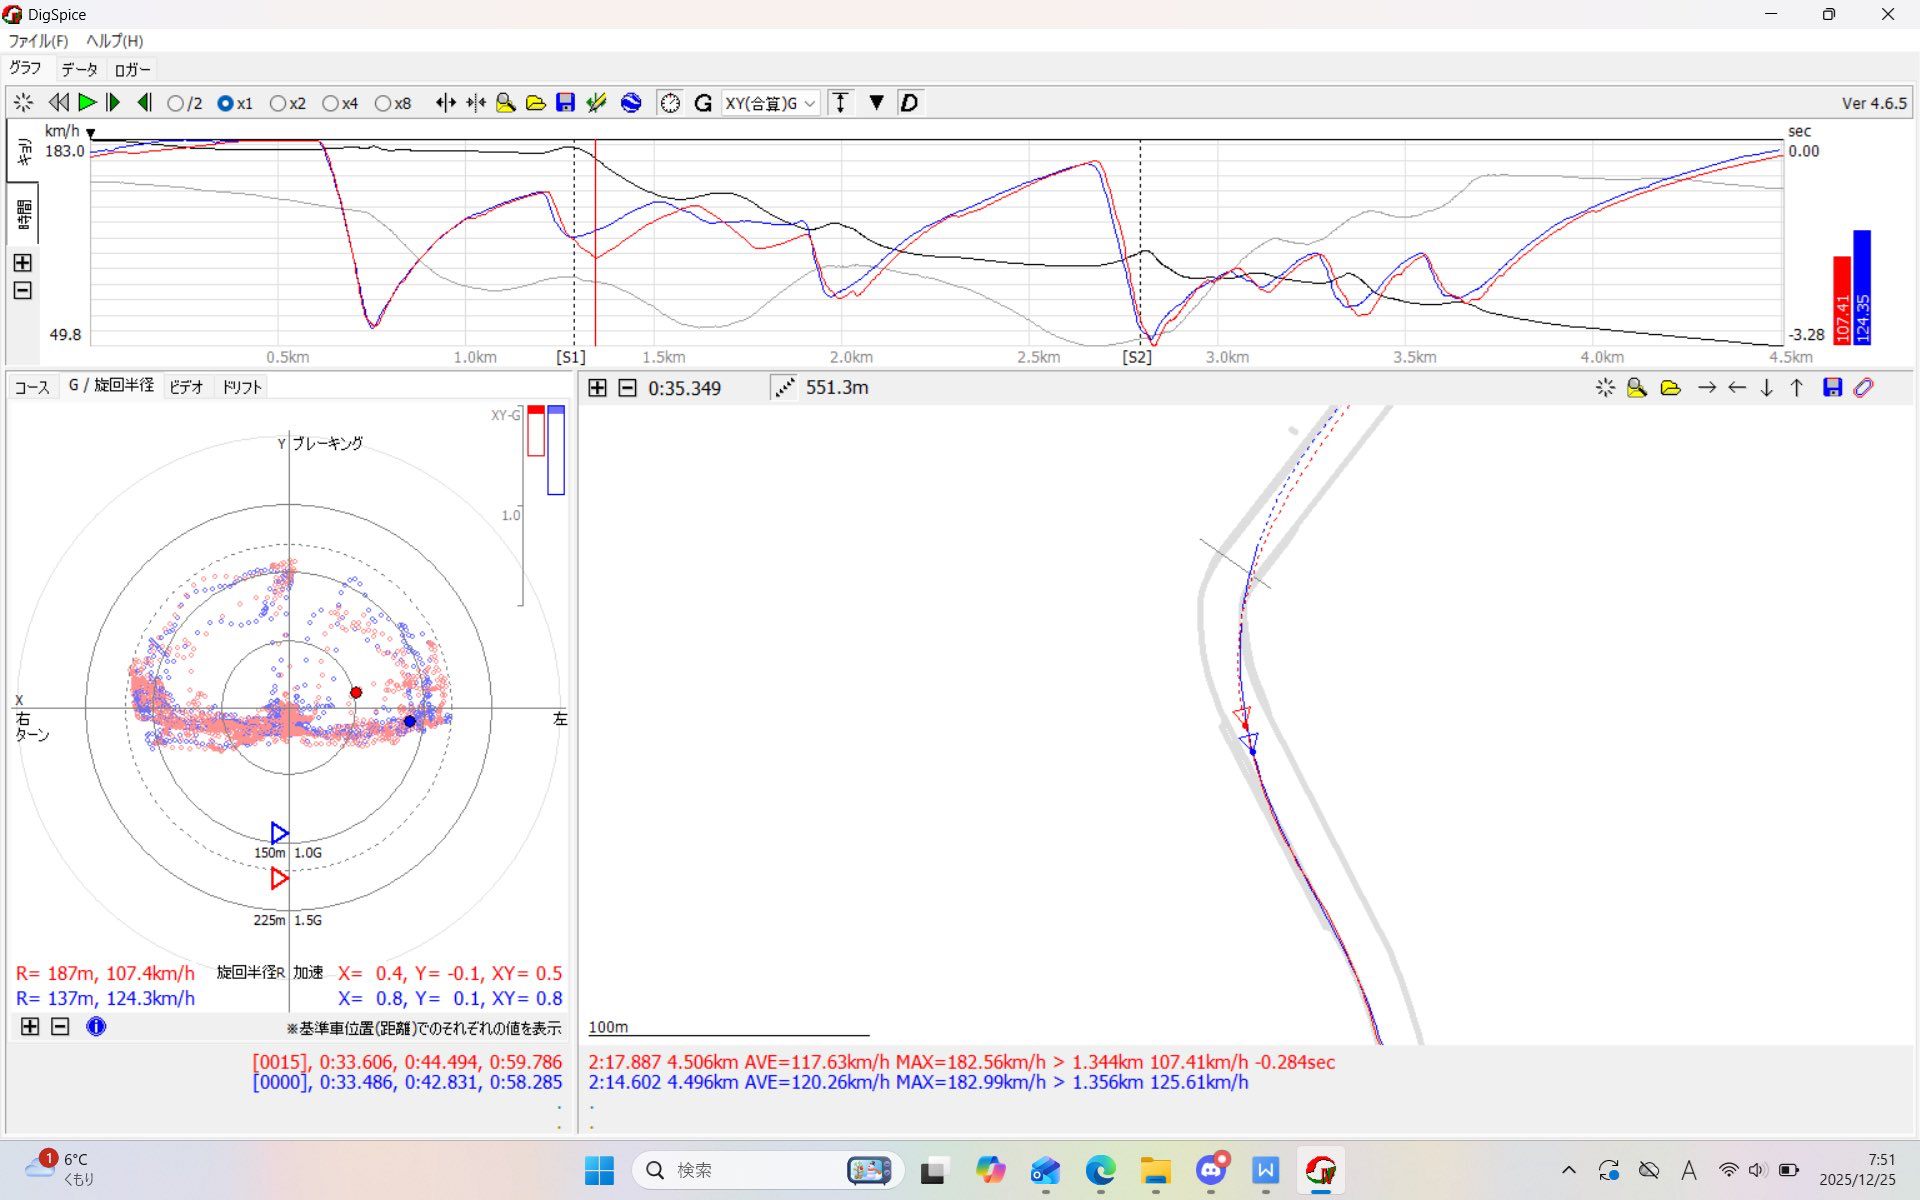 DigSpice
ファイル(F) ヘルプ(H)
グラフ データ ロガー
/2 x1 x2 x4 x8 G XY(合算)G D Ver 4.6.5
キョリ
時間
km/h
183.0
49.8
sec
0.00
-3.28
107.41
124.35
0.5km 1.0km [S1] 1.5km 2.0km 2.5km [S2] 3.0km 3.5km 4.0km 4.5km
コース G / 旋回半径 ビデオ ドリフト
0:35.349 551.3m
XY-G
1.0
Y ブレーキング
X
右
ターン
左
150m 1.0G
225m 1.5G
R= 187m, 107.4km/h 旋回半径R 加速 X= 0.4, Y= -0.1, XY= 0.5
R= 137m, 124.3km/h X= 0.8, Y= 0.1, XY= 0.8
※基準車位置(距離)でのそれぞれの値を表示
100m
[0015], 0:33.606, 0:44.494, 0:59.786
[0000], 0:33.486, 0:42.831, 0:58.285
2:17.887 4.506km AVE=117.63km/h MAX=182.56km/h > 1.344km 107.41km/h -0.284sec
2:14.602 4.496km AVE=120.26km/h MAX=182.99km/h > 1.356km 125.61km/h
1
6°C
くもり
検索
A
7:51
2025/12/25